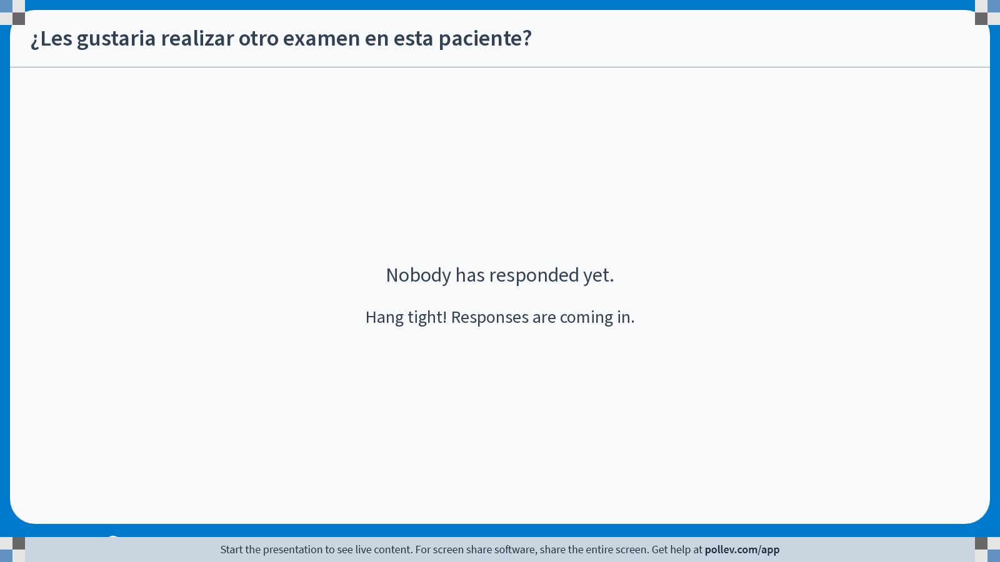 ¿Les gustaria realizar otro examen en esta paciente?
Nobody has responded yet.
Hang tight! Responses are coming in.
Start the presentation to see live content. For screen share software, share the entire screen. Get help at pollev.com/app